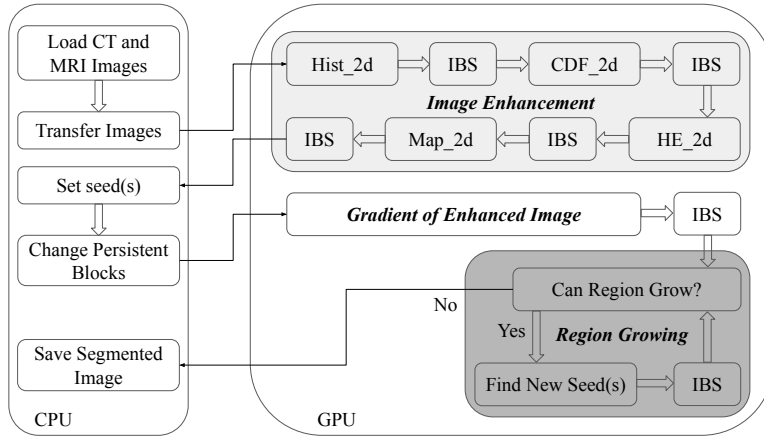 Load CT and
MRI Images
Transfer Images
Set seed(s)
Change Persistent
Blocks
Save Segmented
Image
CPU
Hist_2d
IBS
CDF_2d
IBS
Image Enhancement
IBS
Map_2d
IBS
HE_2d
Gradient of Enhanced Image
IBS
Can Region Grow?
No
Yes
Region Growing
Find New Seed(s)
IBS
GPU